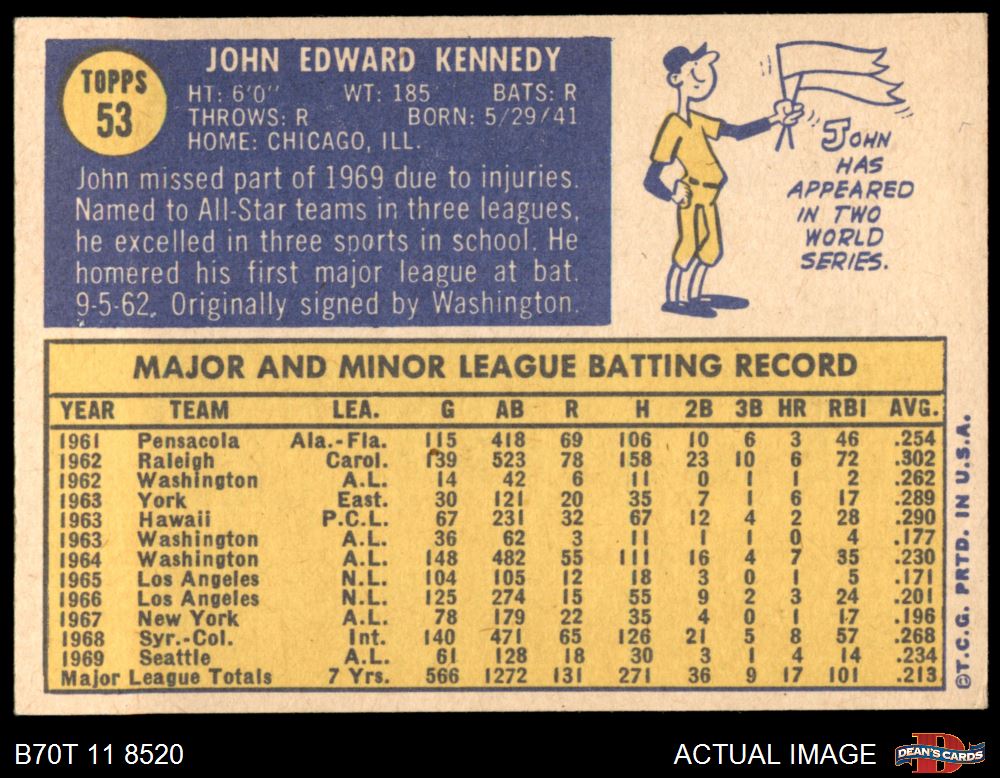 TOPPS
53
JOHN EDWARD KENNEDY
HT: 6'0" WT: 185 BATS: R
THROWS: R BORN: 5/29/41
HOME: CHICAGO, ILL.
John missed part of 1969 due to injuries.
Named to All-Star teams in three leagues,
he excelled in three sports in school. He
homered his first major league at bat.
9-5-62. Originally signed by Washington.
JOHN
HAS
APPEARED
IN TWO
WORLD
SERIES.
MAJOR AND MINOR LEAGUE BATTING RECORD
YEAR TEAM LEA. G AB R H 2B 3B HR RBI AVG.
1961 Pensacola Ala.-Fla. 115 418 69 106 10 6 3 46 .254
1962 Raleigh Carol. 139 523 78 158 23 10 6 72 .302
1962 Washington A.L. 14 42 6 11 0 1 1 2 .262
1963 York East. 30 121 20 35 7 1 6 17 .289
1963 Hawaii P.C.L. 67 231 32 67 12 4 2 28 .290
1963 Washington A.L. 36 62 3 11 1 1 0 4 .177
1964 Washington A.L. 148 482 55 111 16 4 7 35 .230
1965 Los Angeles N.L. 104 105 12 18 3 0 1 5 .171
1966 Los Angeles N.L. 125 274 15 55 9 2 3 24 .201
1967 New York A.L. 78 179 22 35 4 0 1 17 .196
1968 Syr.-Col. Int. 140 471 65 126 21 5 8 57 .268
1969 Seattle A.L. 61 128 18 30 3 1 4 14 .234
Major League Totals 7 Yrs. 566 1272 131 271 36 9 17 101 .213
©T.C.G. PRTD. IN U.S.A.
B70T 11 8520
ACTUAL IMAGE
DEAN'S CARDS